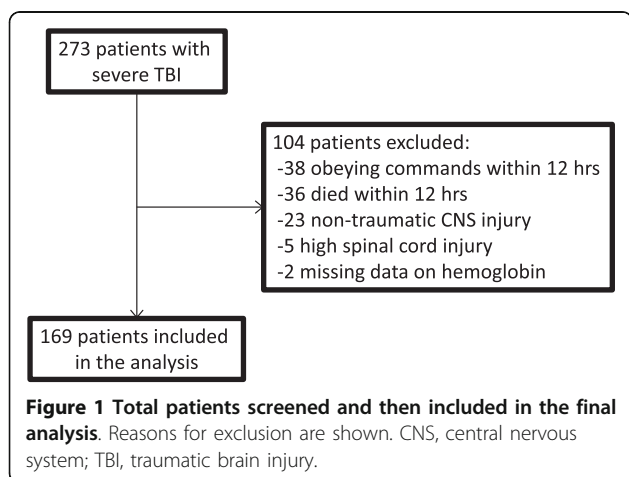 273 patients with
severe TBI
104 patients excluded:
-38 obeying commands within 12 hrs
-36 died within 12 hrs
-23 non-traumatic CNS injury
-5 high spinal cord injury
-2 missing data on hemoglobin
169 patients included
in the analysis
Figure 1 Total patients screened and then included in the final
analysis. Reasons for exclusion are shown. CNS, central nervous
system; TBI, traumatic brain injury.